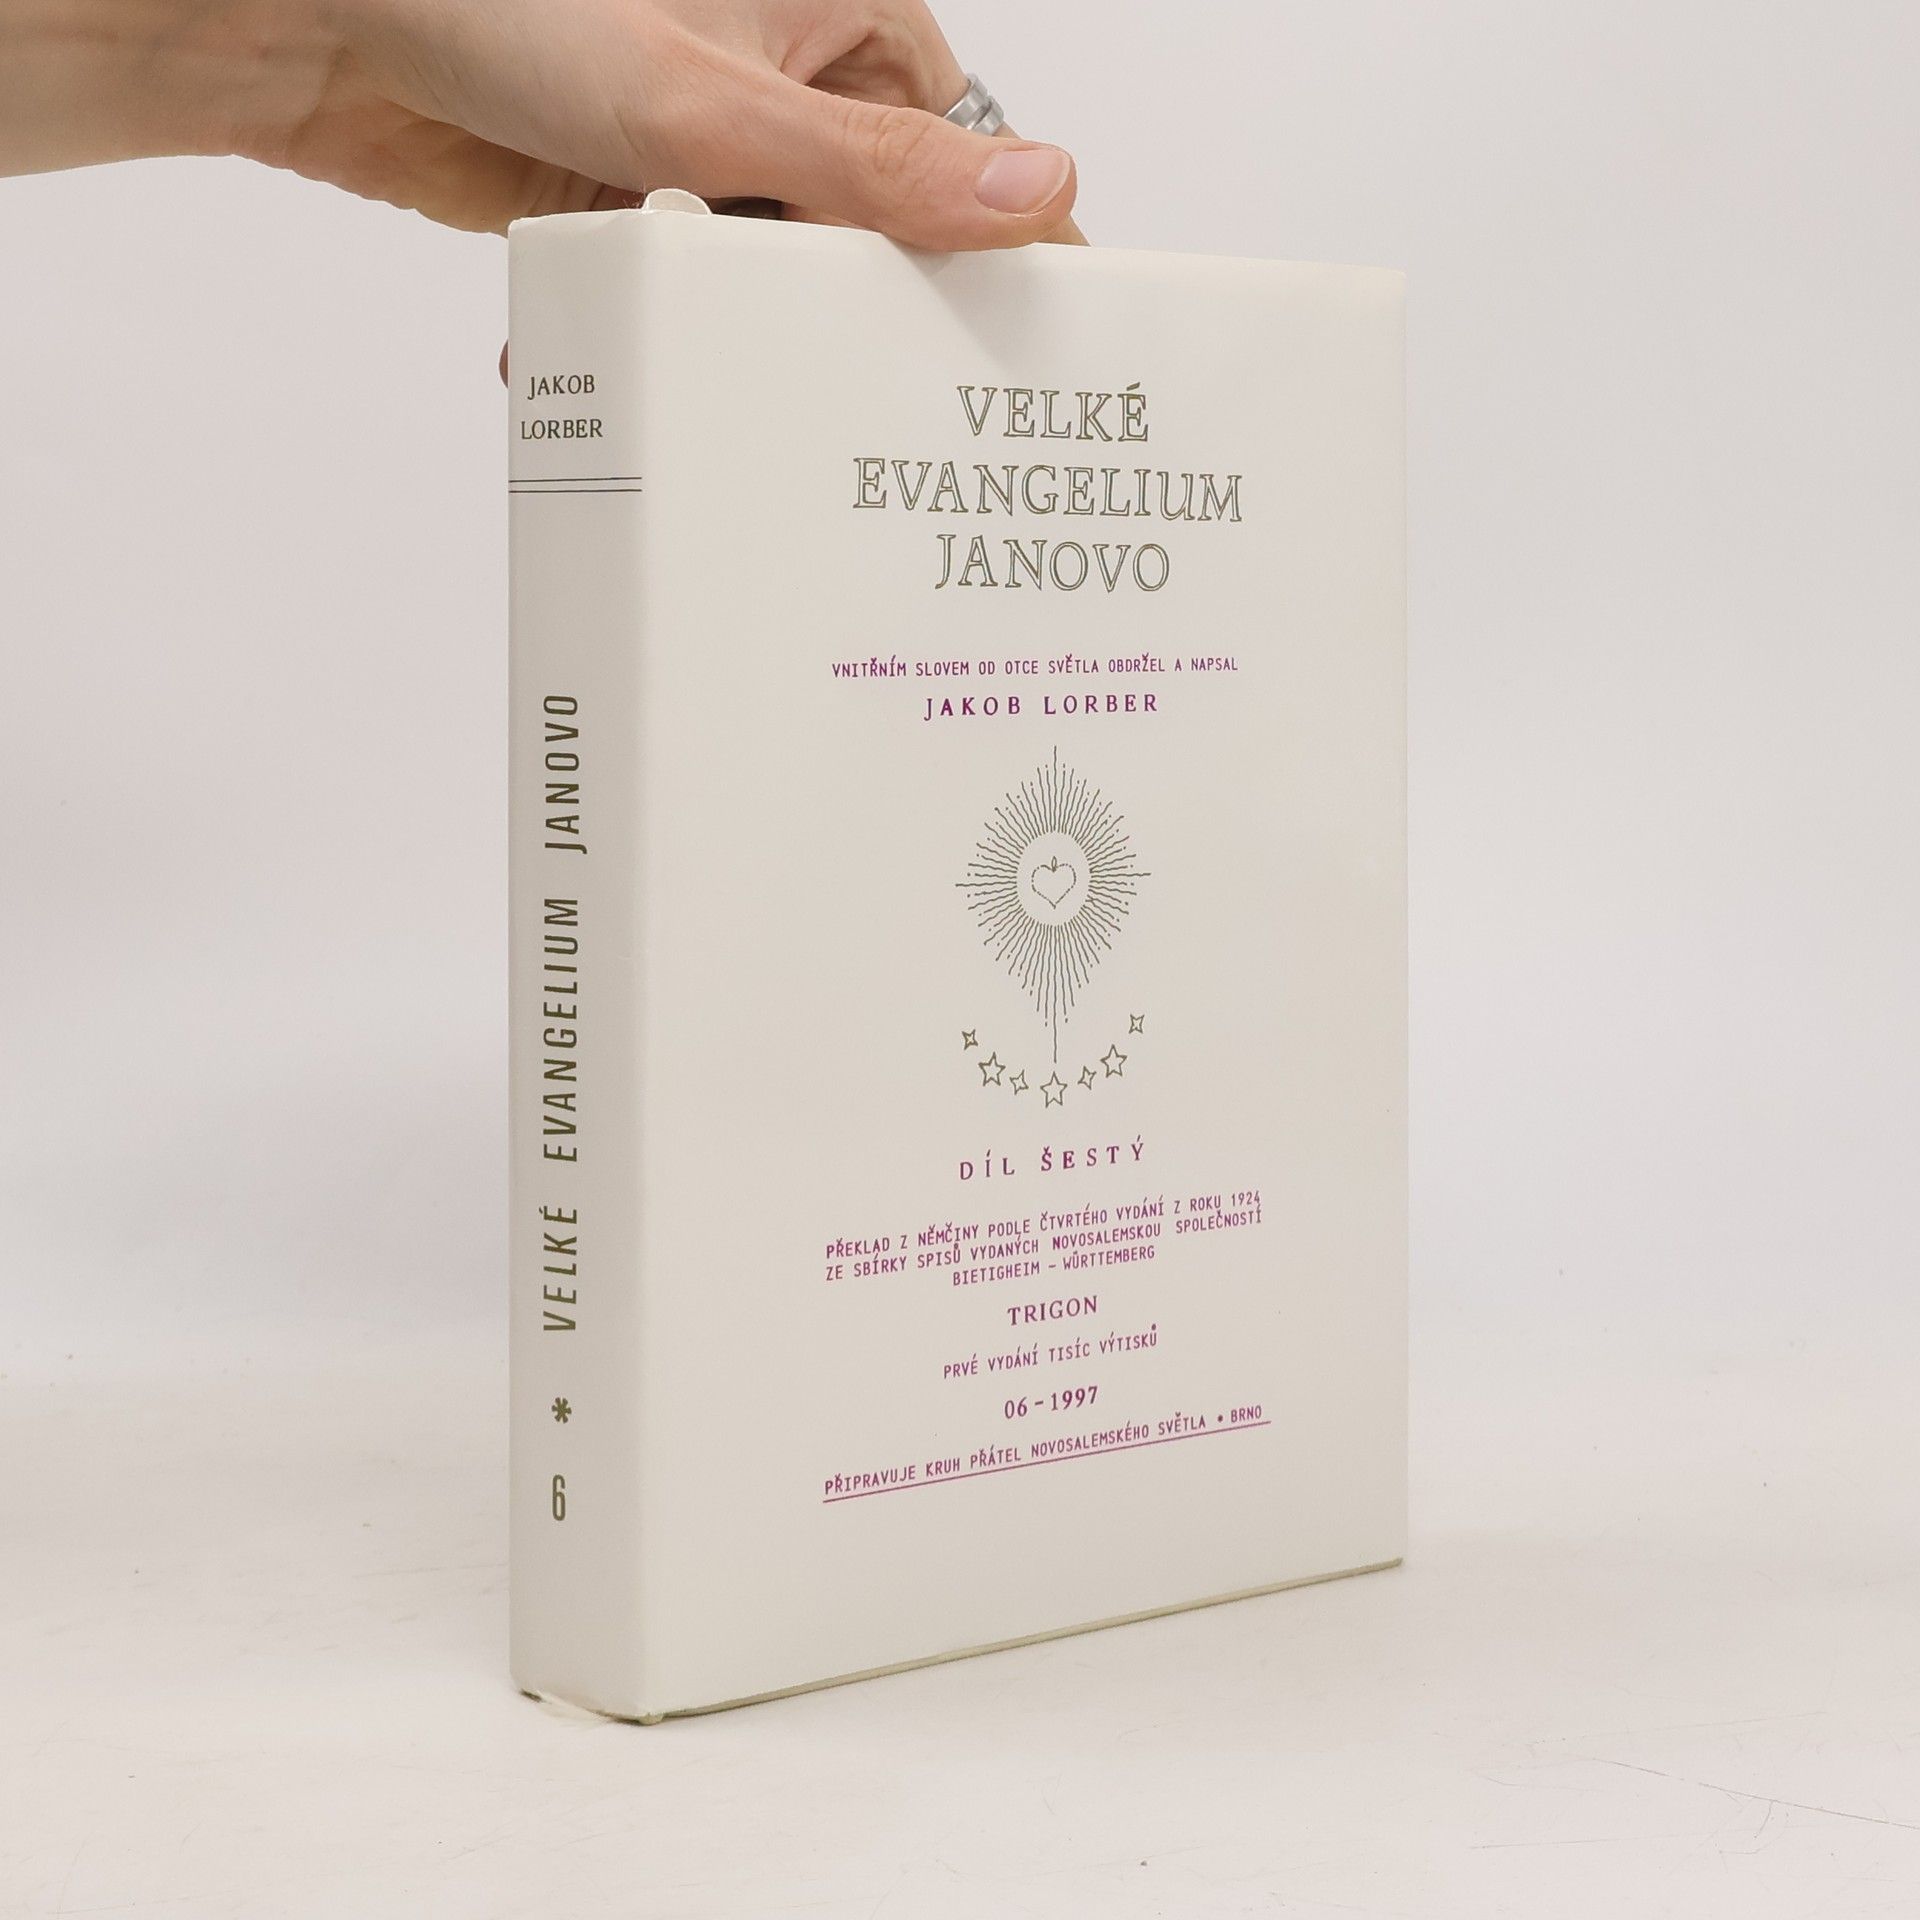 JAKOB
LORBER
VELKÉ EVANGELIUM JANOVO * 6
VELKÉ
EVANGELIUM
JANOVO
VNITŘNÍM SLOVEM OD OTCE SVĚTLA OBDRŽEL A NAPSAL
JAKOB LORBER
DÍL ŠESTÝ
PŘEKLAD Z NĚMČINY PODLE ČTVRTÉHO VYDÁNÍ Z ROKU 1924
ZE SBÍRKY SPISŮ VYDANÝCH NOVOSALEMSKOU SPOLEČNOSTÍ
BIETIGHEIM - WÜRTTEMBERG
TRIGON
PRVÉ VYDÁNÍ TISÍC VÝTISKŮ
06-1997
PŘIPRAVUJE KRUH PŘÁTEL NOVOSALEMSKÉHO SVĚTLA • BRNO